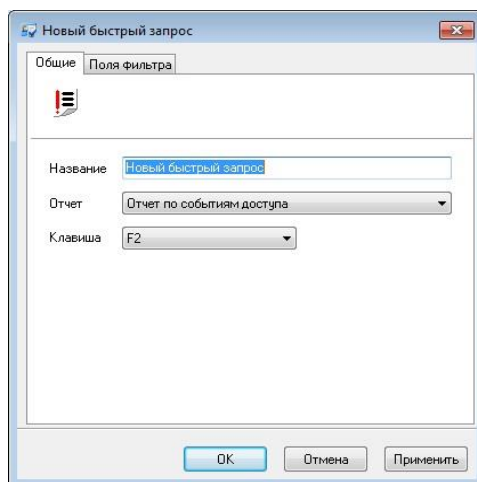 Новый быстрый запрос
Общие Поля фильтра
Название Новый быстрый запрос
Отчет Отчет по событиям доступа
Клавиша F2
OK Отмена Применить